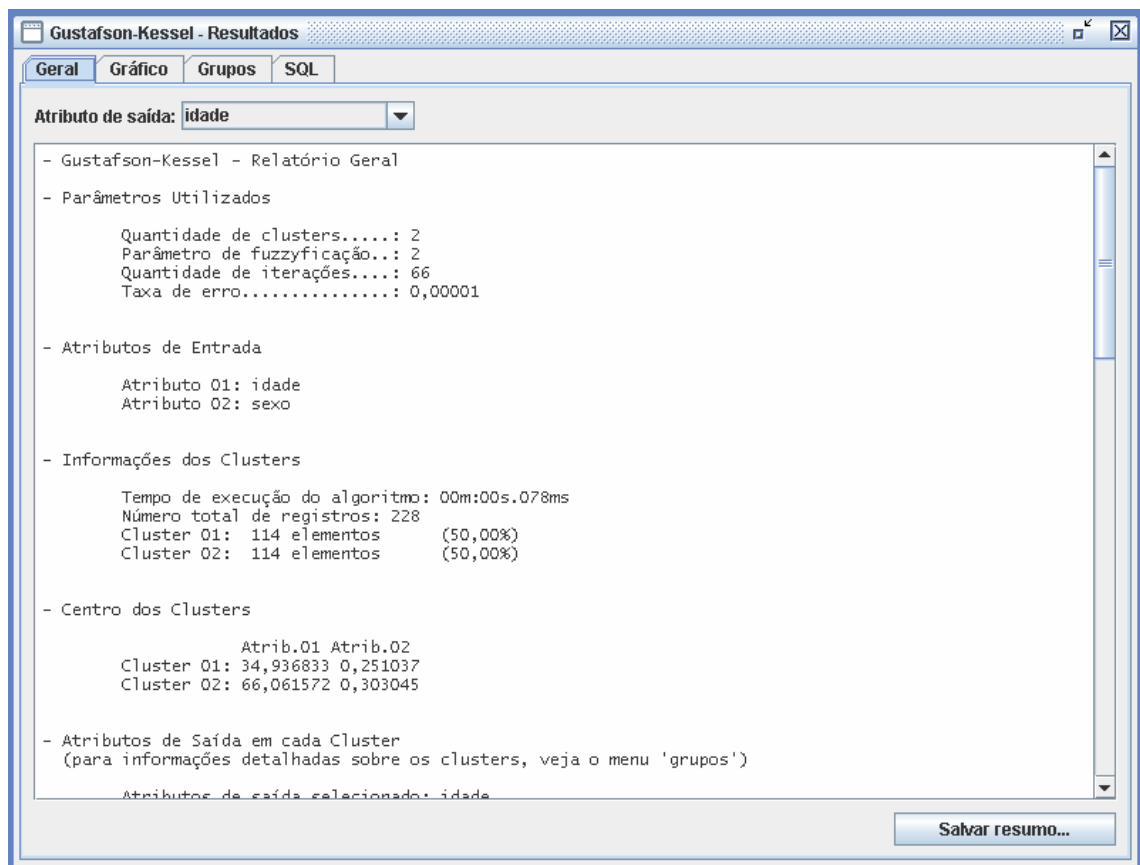 Gustafson-Kessel - Resultados
Geral Gráfico Grupos SQL
Atributo de saída: idade
- Gustafson-Kessel - Relatório Geral
- Parâmetros Utilizados
Quantidade de clusters.....: 2
Parâmetro de fuzzyficação..: 2
Quantidade de iterações....: 66
Taxa de erro...............: 0,00001
- Atributos de Entrada
Atributo 01: idade
Atributo 02: sexo
- Informações dos Clusters
Tempo de execução do algoritmo: 00m:00s.078ms
Número total de registros: 228
Cluster 01: 114 elementos (50,00%)
Cluster 02: 114 elementos (50,00%)
- Centro dos Clusters
Atrib.01 Atrib.02
Cluster 01: 34,936833 0,251037
Cluster 02: 66,061572 0,303045
- Atributos de Saída em cada Cluster
(para informações detalhadas sobre os clusters, veja o menu 'grupos')
Atributos de saída selecionado: idade
Salvar resumo...